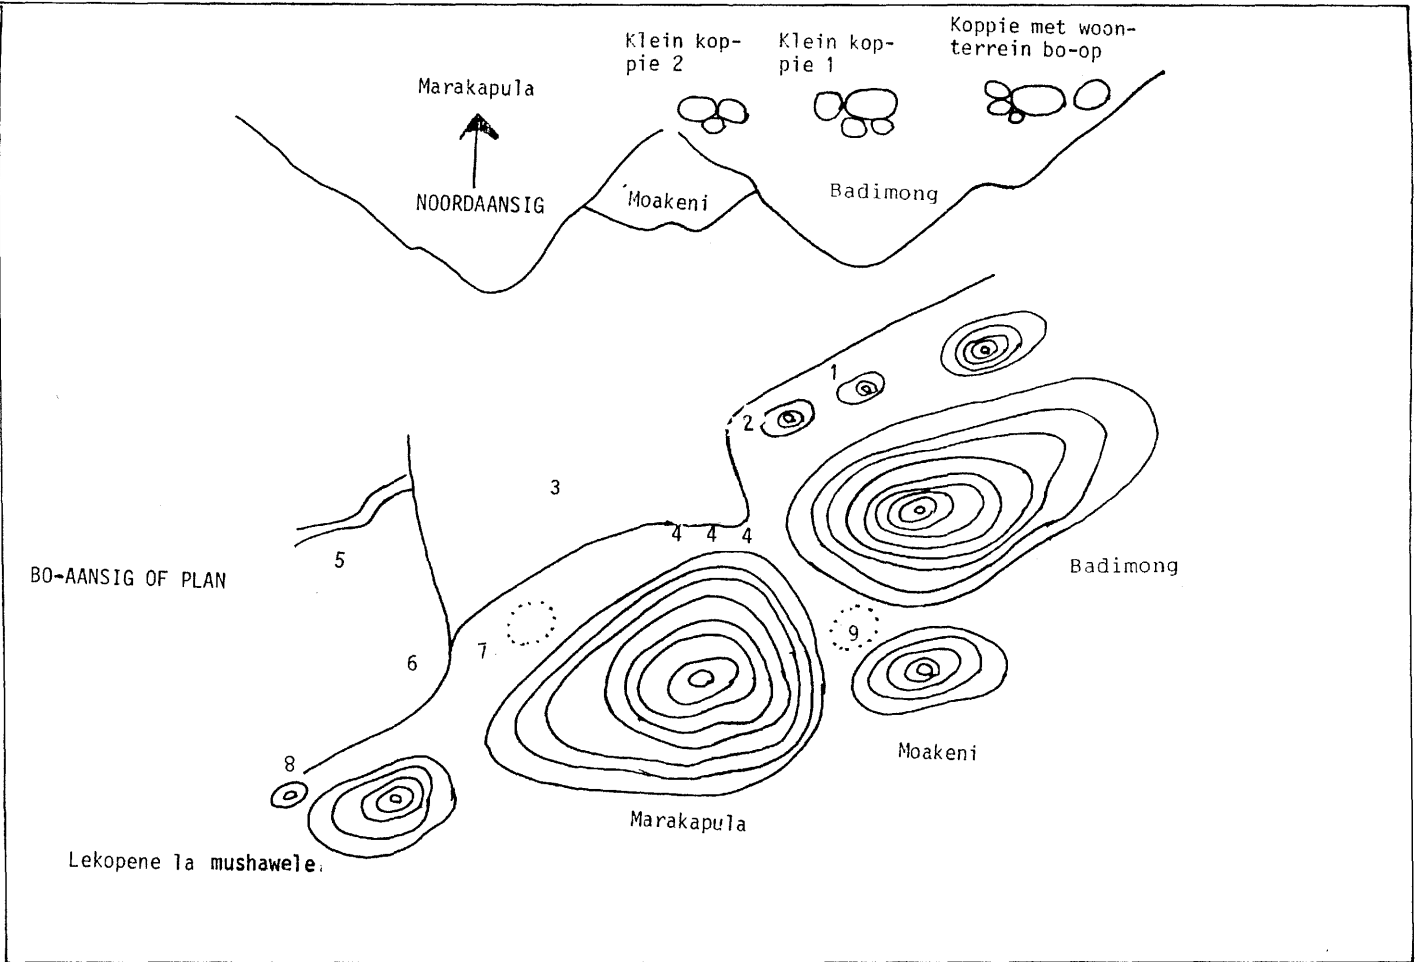 Klein kop-
pie 2
Klein kop-
pie 1
Koppie met woon-
terrein bo-op
Marakapula
NOORDAANSIG
Moakeni
Badimong
1
2
3
4 4 4
5
BO-AANSIG OF PLAN
Badimong
9
7
6
Moakeni
8
Marakapula
Lekopene la mushawele